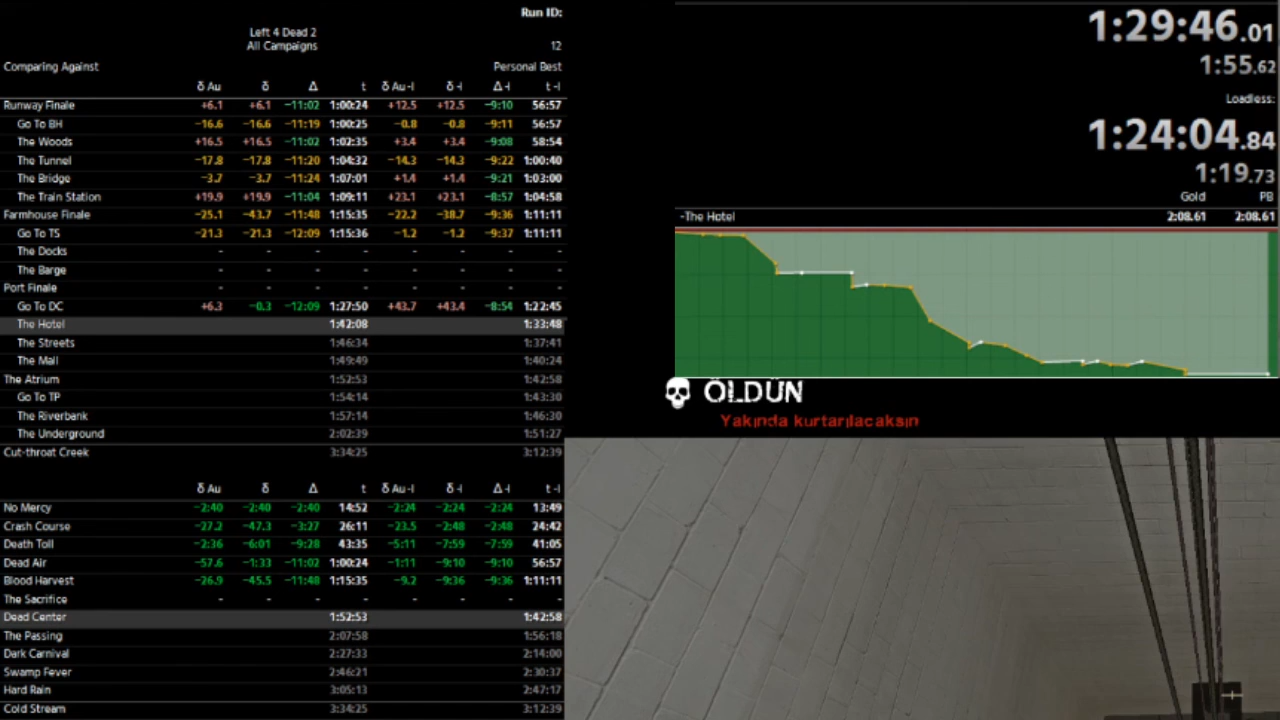 Run ID:
Left 4 Dead 2
All Campaigns 12
Comparing Against Personal Best
δ Au δ Δ t δ Au-I δ -I Δ -I t -I
Runway Finale +6.1 +6.1 −11:02 1:00:24 +12.5 +12.5 −9:10 56:57
Go To BH −16.6 −16.6 −11:19 1:00:25 −0.8 −0.8 −9:11 56:57
The Woods +16.5 +16.5 −11:02 1:02:35 +3.4 +3.4 −9:08 58:54
The Tunnel −17.8 −17.8 −11:20 1:04:32 −14.3 −14.3 −9:22 1:00:40
The Bridge −3.7 −3.7 −11:24 1:07:01 +1.4 +1.4 −9:21 1:03:00
The Train Station +19.9 +19.9 −11:04 1:09:11 +23.1 +23.1 −8:57 1:04:58
Farmhouse Finale −25.1 −43.7 −11:48 1:15:35 −22.2 −38.7 −9:36 1:11:11
Go To TS −21.3 −21.3 −12:09 1:15:36 −1.2 −1.2 −9:37 1:11:11
The Docks - - - - - - - -
The Barge - - - - - - - -
Port Finale - - - - - - - -
Go To DC +6.3 −0.3 −12:09 1:27:50 +43.7 +43.4 −8:54 1:22:45
The Hotel 1:42:08 1:33:48
The Streets 1:46:34 1:37:41
The Mall 1:49:49 1:40:24
The Atrium 1:52:53 1:42:58
Go To TP 1:54:14 1:43:30
The Riverbank 1:57:14 1:46:30
The Underground 2:02:39 1:51:27
Cut-throat Creek 3:34:25 3:12:39
δ Au δ Δ t δ Au-I δ -I Δ -I t -I
No Mercy −2:40 −2:40 −2:40 14:52 −2:24 −2:24 −2:24 13:49
Crash Course −27.2 −47.3 −3:27 26:11 −23.5 −2:48 −2:48 24:42
Death Toll −2:36 −6:01 −9:28 43:35 −5:11 −7:59 −7:59 41:05
Dead Air −57.6 −1:33 −11:02 1:00:24 −1:11 −9:10 −9:10 56:57
Blood Harvest −26.9 −45.5 −11:48 1:15:35 −9.2 −9:36 −9:36 1:11:11
The Sacrifice - - - - - - - -
Dead Center 1:52:53 1:42:58
The Passing 2:07:58 1:56:18
Dark Carnival 2:27:33 2:14:00
Swamp Fever 2:46:21 2:30:37
Hard Rain 3:05:13 2:47:17
Cold Stream 3:34:25 3:12:39
1:29:46.01
1:55.62
Loadless:
1:24:04.84
1:19.73
Gold PB
-The Hotel 2:08.61 2:08.61
ÖLDÜN
Yakında kurtarılacaksın